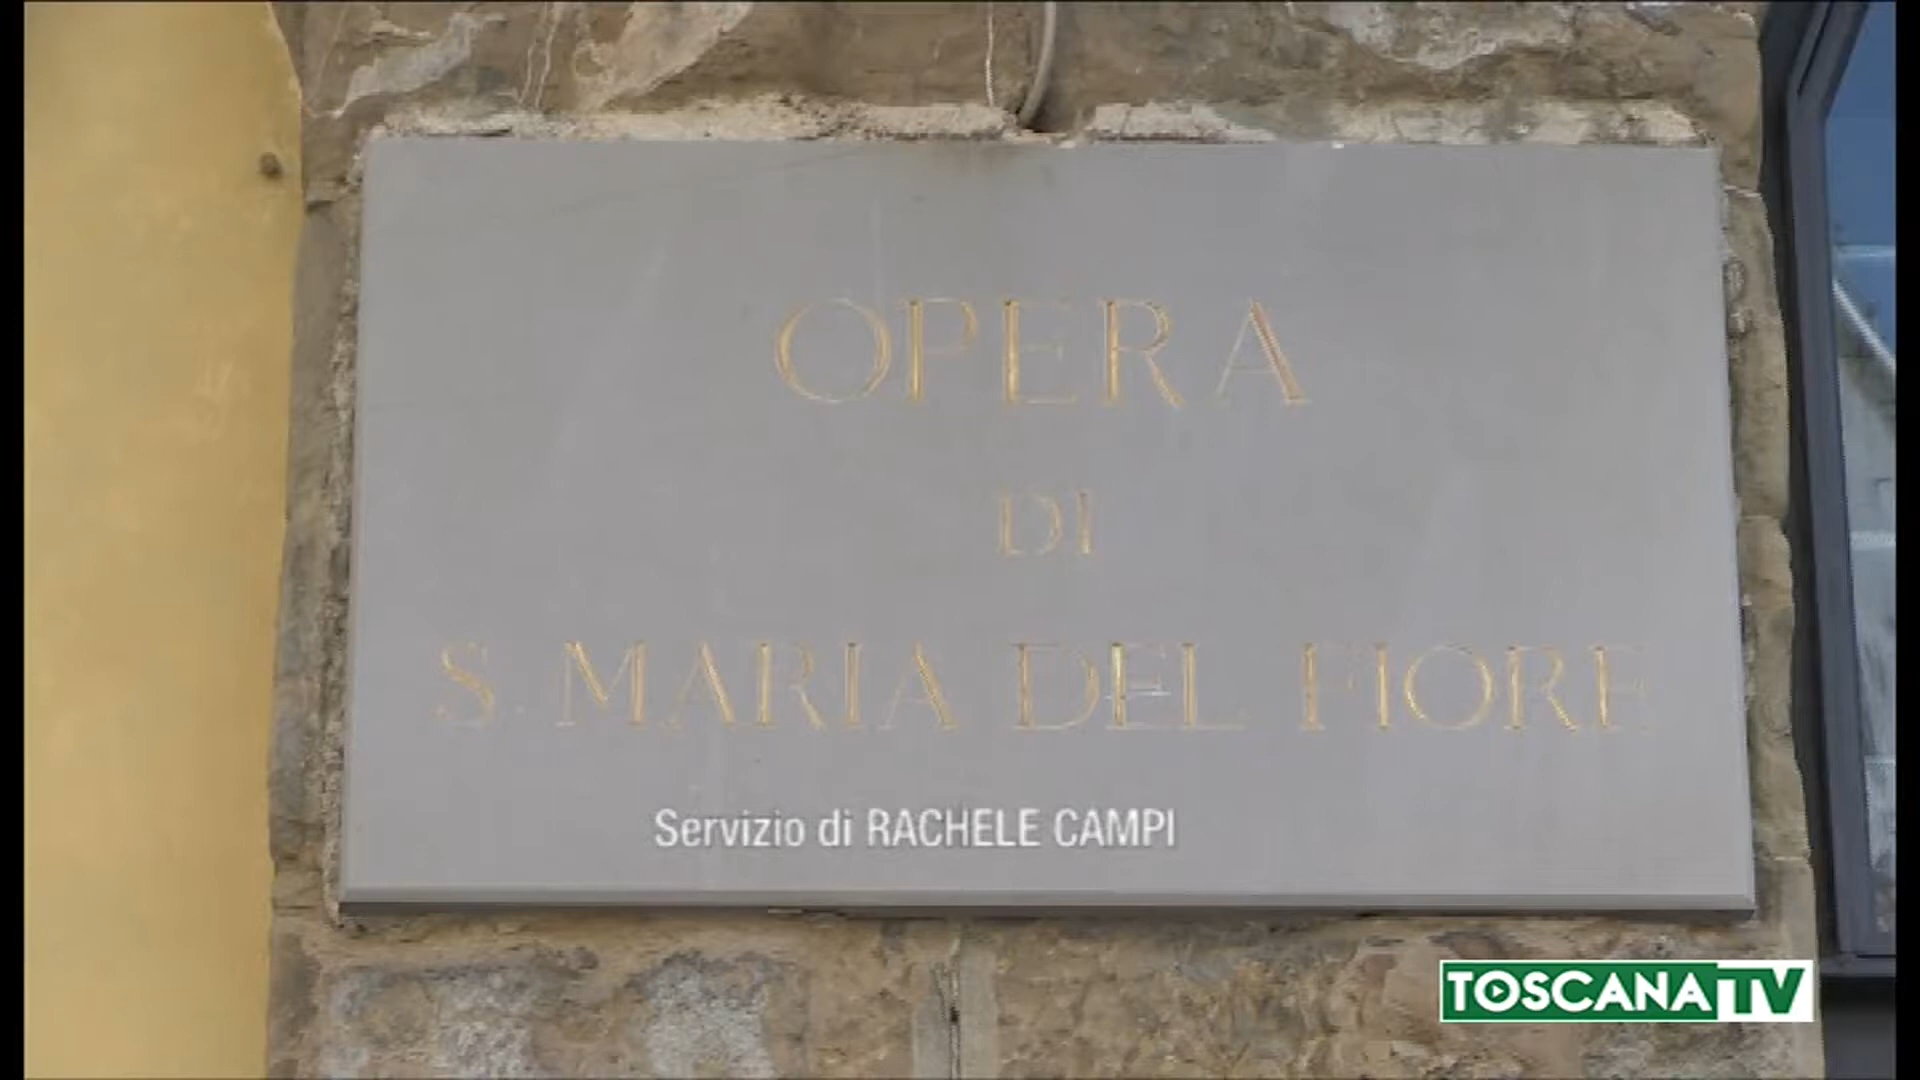 OPERA
DI
S. MARIA DEL FIORE
Servizio di RACHELE CAMPI
TOSCANA TV